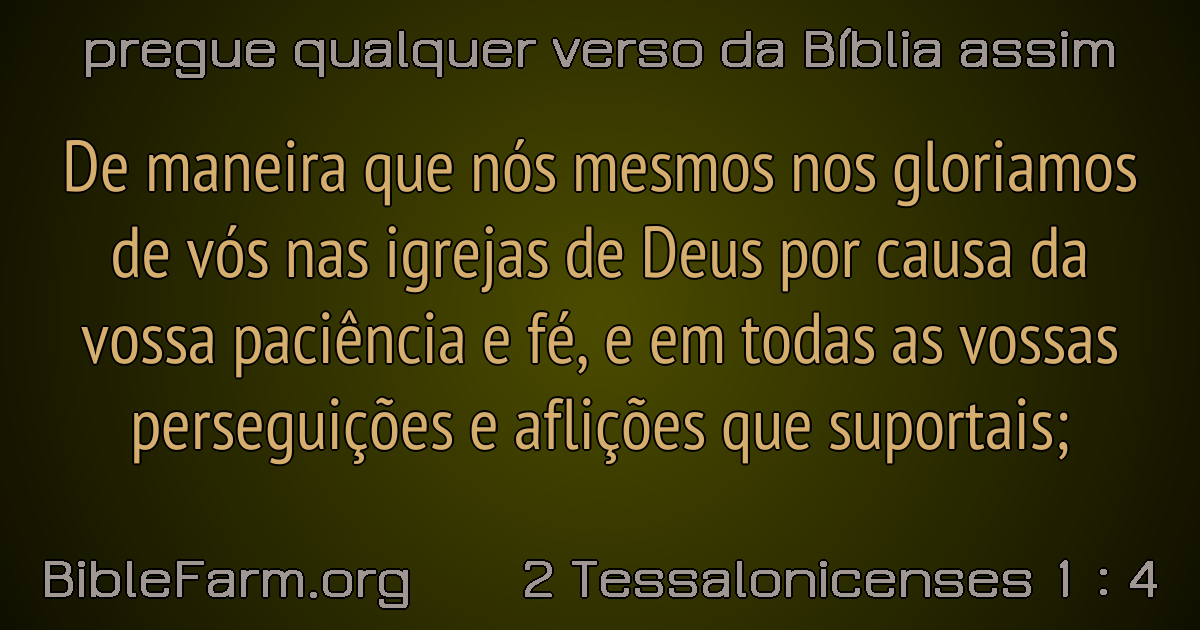 pregue qualquer verso da Bíblia assim
De maneira que nós mesmos nos gloriamos
de vós nas igrejas de Deus por causa da
vossa paciência e fé, e em todas as vossas
perseguições e aflições que suportais;
BibleFarm.org 2 Tessalonicenses 1 : 4